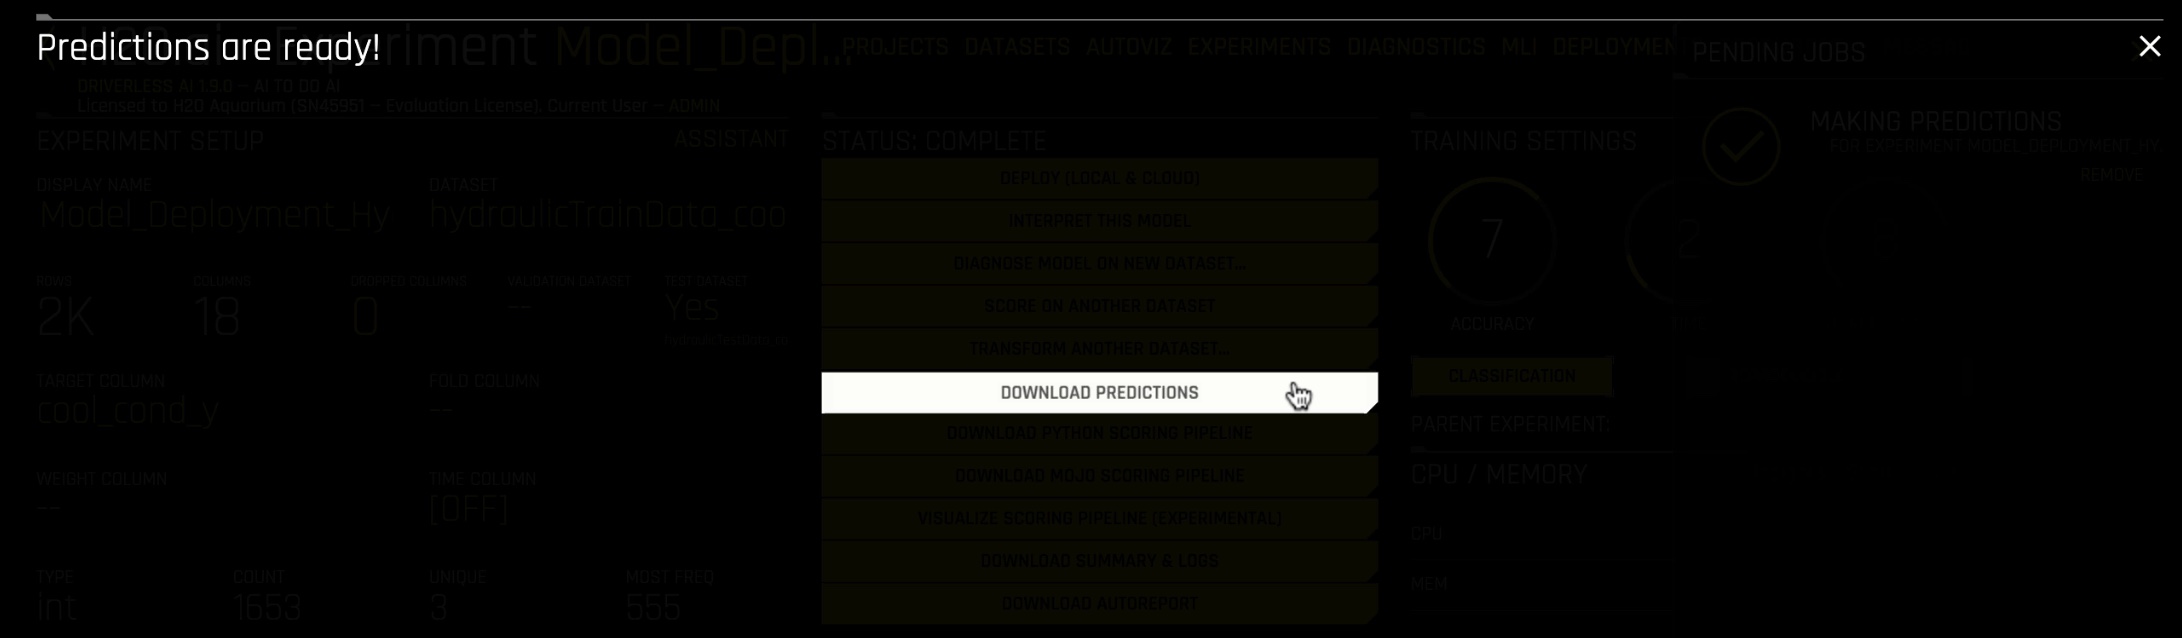 Predictions are ready!
Experiment Model_Depl...
PROJECTS DATASETS AUTOVIZ EXPERIMENTS DIAGNOSTICS MLI DEPLOYMEN
PENDING JOBS
DRIVERLESS AI 1.9.0 — AI TO DO AI
Licensed to H2O Aquarium (SN45951 — Evaluation License), Current User — ADMIN
EXPERIMENT SETUP
ASSISTANT
DISPLAY NAME
Model_Deployment_Hy
DATASET
hydraulicTrainData_coo
ROWS
2K
COLUMNS
18
DROPPED COLUMNS
0
VALIDATION DATASET
--
TEST DATASET
Yes
TARGET COLUMN
cool_cond_y
FOLD COLUMN
--
WEIGHT COLUMN
--
TIME COLUMN
[OFF]
TYPE
int
COUNT
1653
UNIQUE
3
MOST FREQ
555
STATUS: COMPLETE
DEPLOY (LOCAL & CLOUD)
INTERPRET THIS MODEL
DIAGNOSE MODEL ON NEW DATASET...
SCORE ON ANOTHER DATASET
TRANSFORM ANOTHER DATASET...
DOWNLOAD PREDICTIONS
DOWNLOAD PYTHON SCORING PIPELINE
DOWNLOAD MOJO SCORING PIPELINE
VISUALIZE SCORING PIPELINE (EXPERIMENTAL)
DOWNLOAD SUMMARY & LOGS
DOWNLOAD AUTOREPORT
TRAINING SETTINGS
7
ACCURACY
2
CLASSIFICATION
PARENT EXPERIMENT:
CPU / MEMORY
CPU
MEM
MAKING PREDICTIONS
FOR EXPERIMENT MODEL_DEPLOYMENT_HY.
REMOVE